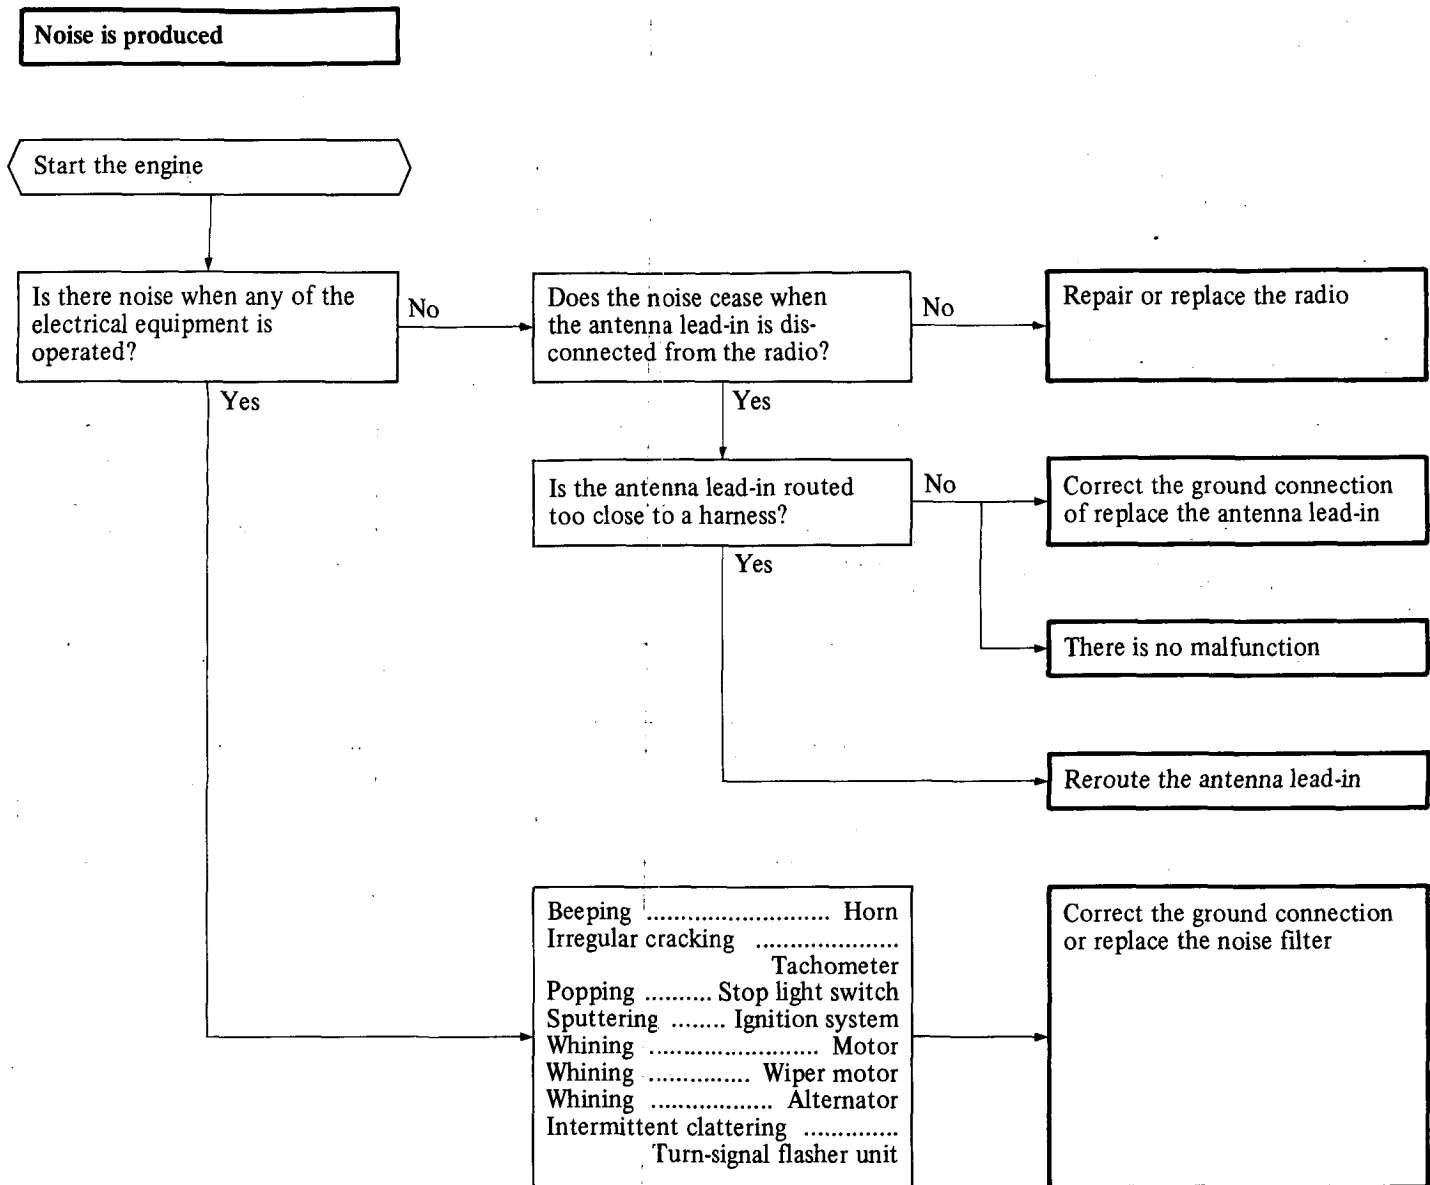 Noise is produced
Start the engine
Is there noise when any of the
electrical equipment is
operated?
No
Does the noise cease when
the antenna lead-in is dis-
connected from the radio?
No
Repair or replace the radio
Yes
Yes
Is the antenna lead-in routed
too close to a harness?
No
Correct the ground connection
of replace the antenna lead-in
Yes
There is no malfunction
Reroute the antenna lead-in
Beeping ........................... Horn
Irregular cracking .....................
Tachometer
Popping .......... Stop light switch
Sputtering ........ Ignition system
Whining ......................... Motor
Whining ............... Wiper motor
Whining .................. Alternator
Intermittent clattering ..............
Turn-signal flasher unit
Correct the ground connection
or replace the noise filter